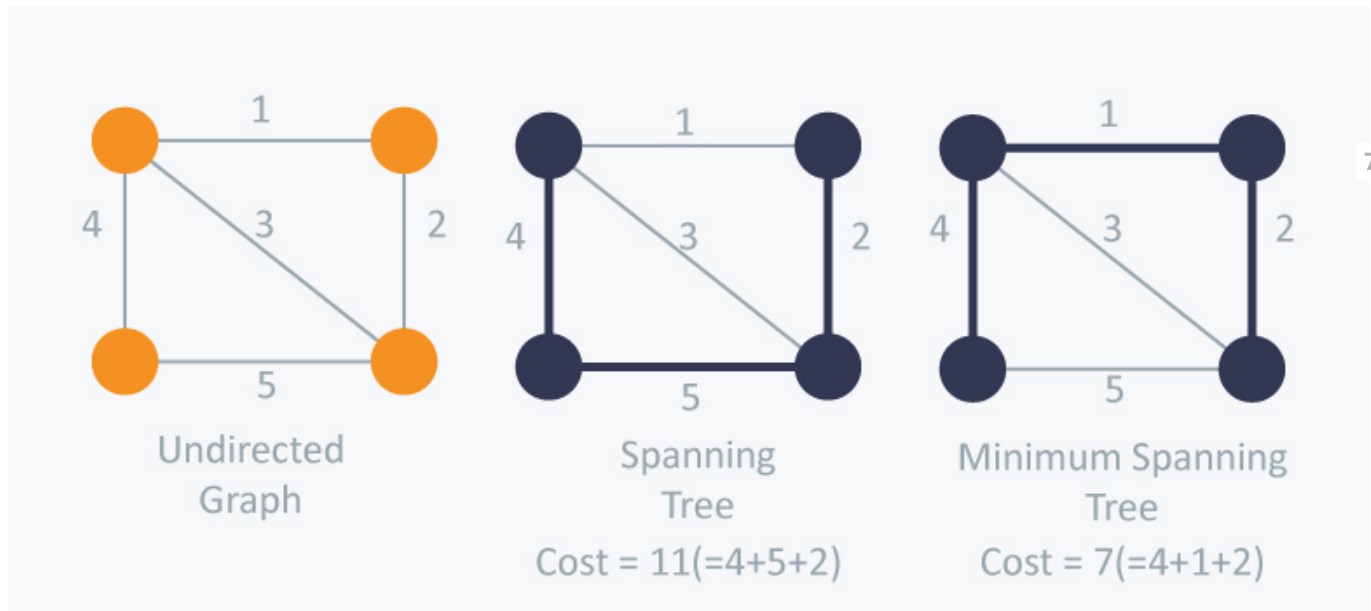 1
4
3
2
5
Undirected
Graph
1
4
3
2
5
Spanning
Tree
Cost = 11(=4+5+2)
1
4
3
2
5
Minimum Spanning
Tree
Cost = 7(=4+1+2)